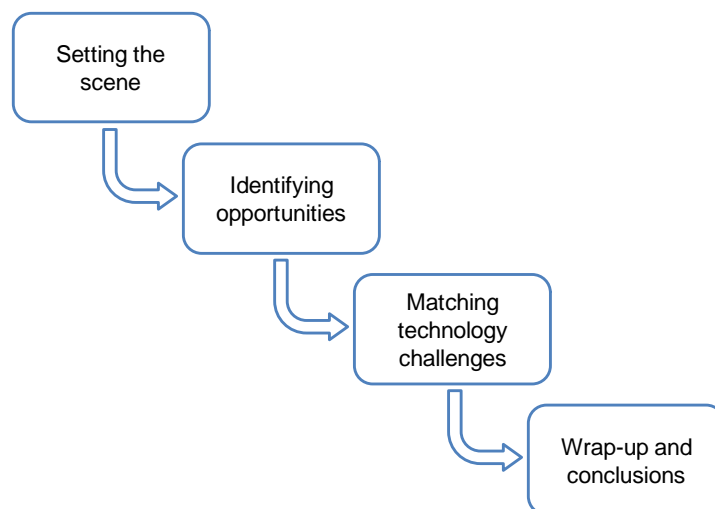 Setting the
scene
Identifying
opportunities
Matching
technology
challenges
Wrap-up and
conclusions